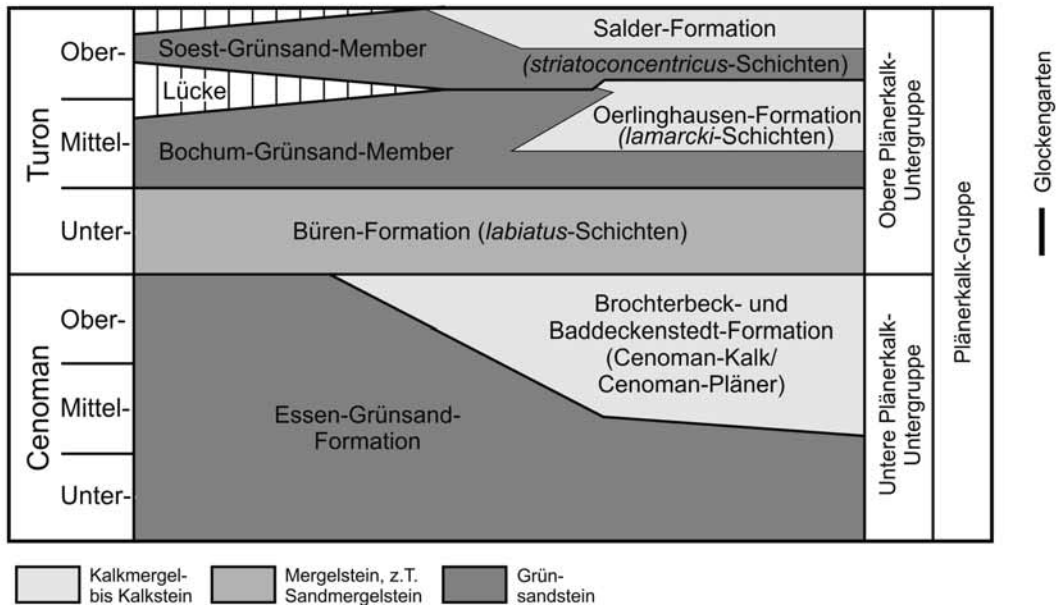 Turon
Ober-
Mittel-
Unter-
Cenoman
Ober-
Mittel-
Unter-
Soest-Grünsand-Member
Lücke
Bochum-Grünsand-Member
Salder-Formation
(striatoconcentricus-Schichten)
Oerlinghausen-Formation
(lamarcki-Schichten)
Büren-Formation (labiatus-Schichten)
Brochterbeck- und
Baddeckenstedt-Formation
(Cenoman-Kalk/
Cenoman-Pläner)
Essen-Grünsand-
Formation
Obere Plänerkalk-
Untergruppe
Untere Plänerkalk-
Untergruppe
Plänerkalk-Gruppe
Glockengarten
Kalkmergel-
bis Kalkstein
Mergelstein, z.T.
Sandmergelstein
Grün-
sandstein